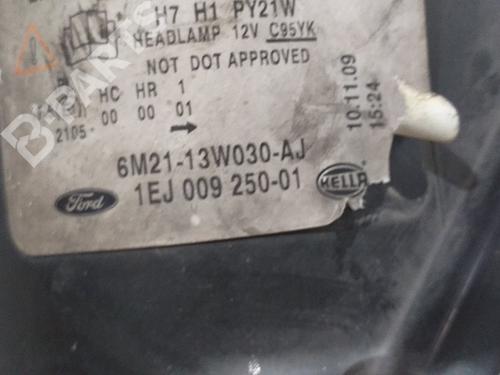 H7 H1 PY21W
HEADLAMP 12V C95YK
NOT DOT APPROVED
HC HR 1
00 00 01
2105
10.11.09
15:24
6M21-13W030-AJ
1EJ 009 250-01
Ford
HELLA
B-PARTS